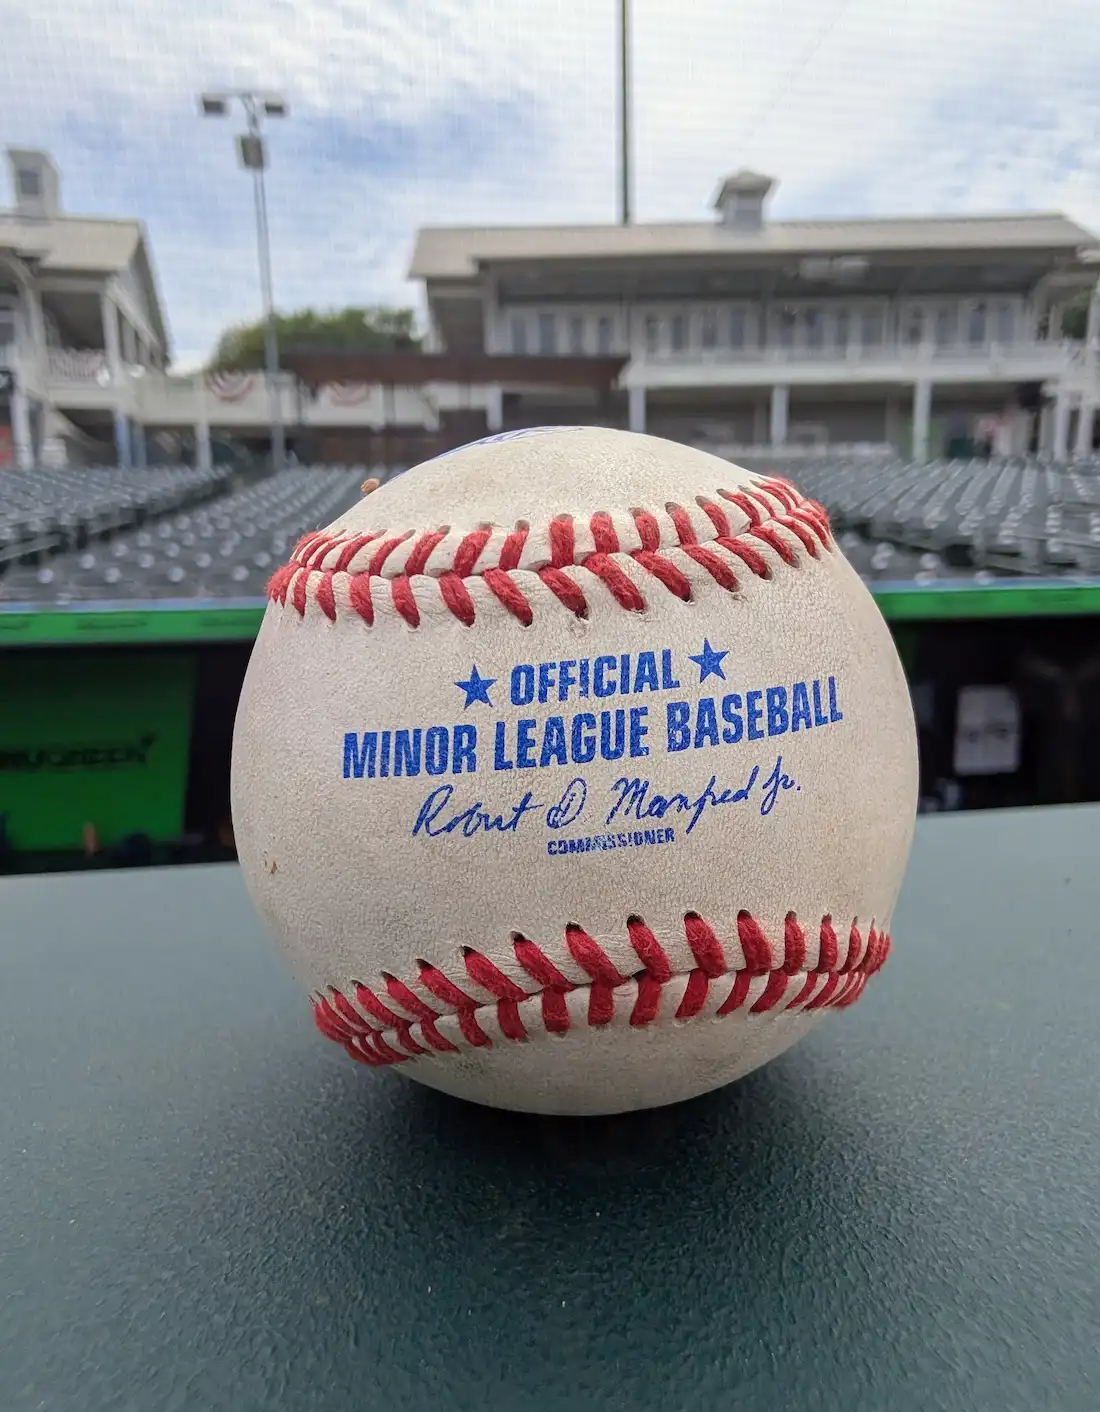 ★ OFFICIAL ★
MINOR LEAGUE BASEBALL
Robert D. Manfred Jr.
COMMISSIONER